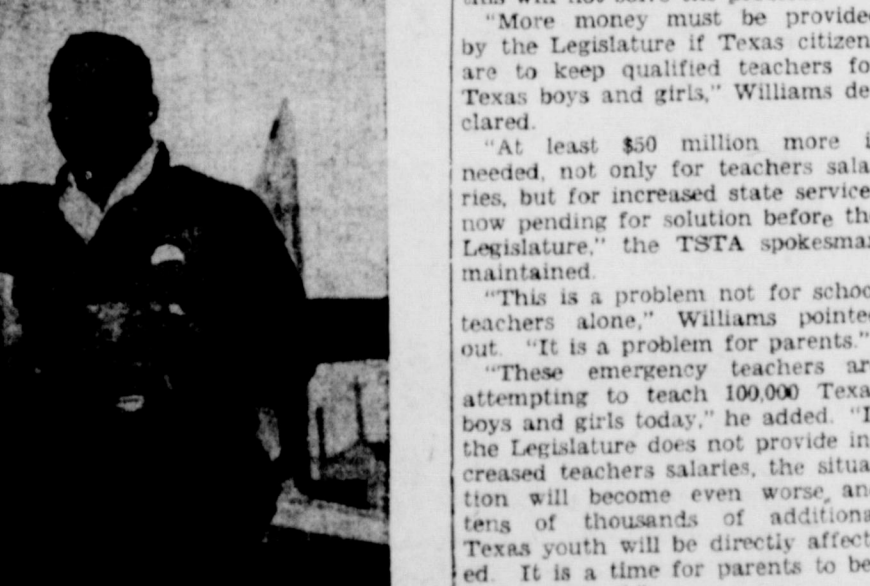 "More money must be provide
by the Legislature if Texas citizen
are to keep qualified teachers fo
Texas boys and girls," Williams de
clared.
"At least $50 million more i
needed, not only for teachers sala
ries, but for increased state service
now pending for solution before th
Legislature," the TSTA spokesma
maintained.
"This is a problem not for schoo
teachers alone," Williams pointe
out. "It is a problem for parents."
"These emergency teachers ar
attempting to teach 100,000 Texa
boys and girls today," he added. "I
the Legislature does not provide in
creased teachers salaries, the situa
tion will become even worse, an
tens of thousands of additiona
Texas youth will be directly affect
ed. It is a time for parents to be